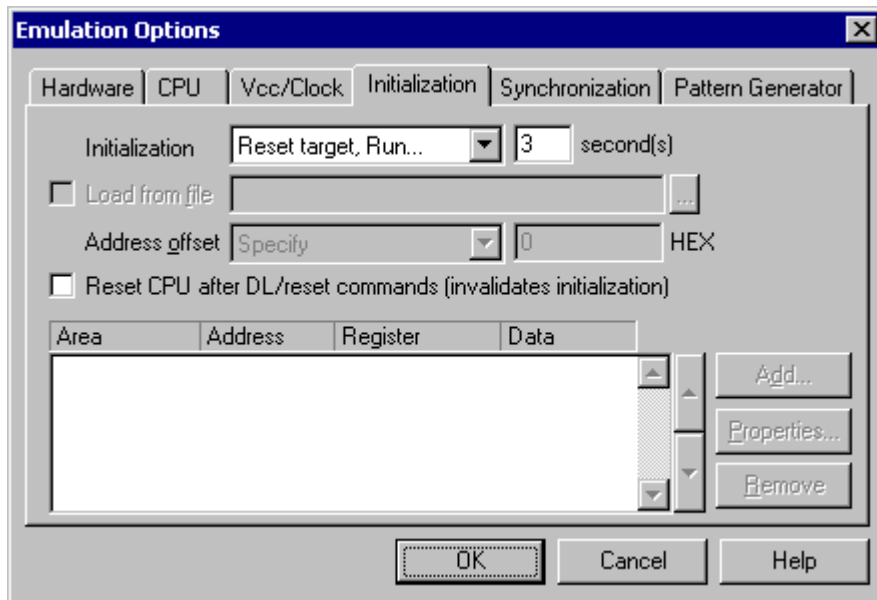 Emulation Options
Hardware CPU Vcc/Clock Initialization Synchronization Pattern Generator
Initialization Reset target, Run... 3 second(s)
Load from file ...
Address offset Specify 0 HEX
Reset CPU after DL/reset commands (invalidates initialization)
Area Address Register Data
Add...
Properties...
Remove
OK Cancel Help